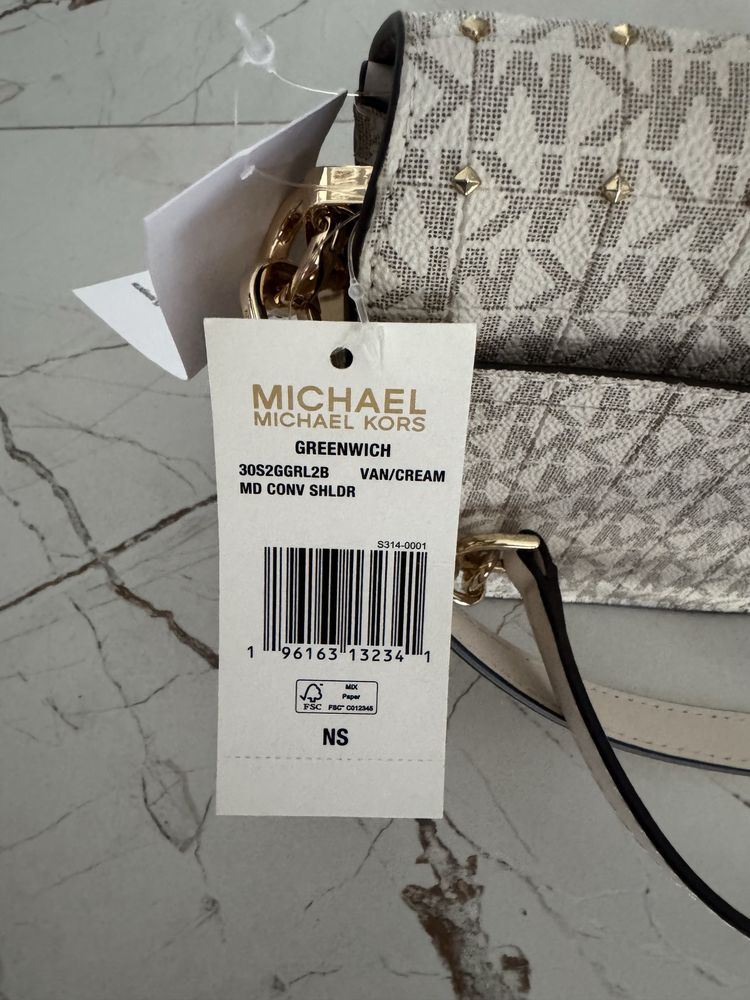 MICHAEL
MICHAEL KORS
GREENWICH
30S2GGRL2B VAN/CREAM
MD CONV SHLDR
S314-0001
1 96163 13234 1
FSC
MIX
Paper
FSC™ C012345
NS